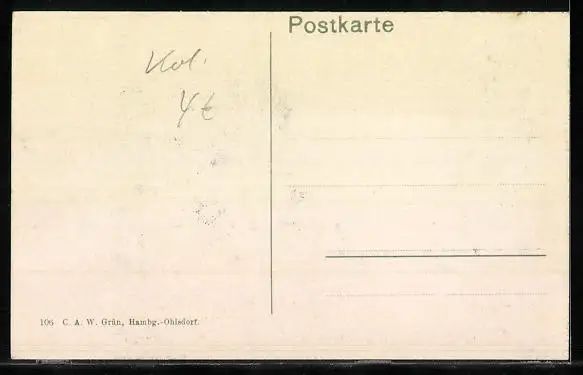 Postkarte
Kol.
4 €
106 C. A. W. Grün, Hambg.-Ohlsdorf.